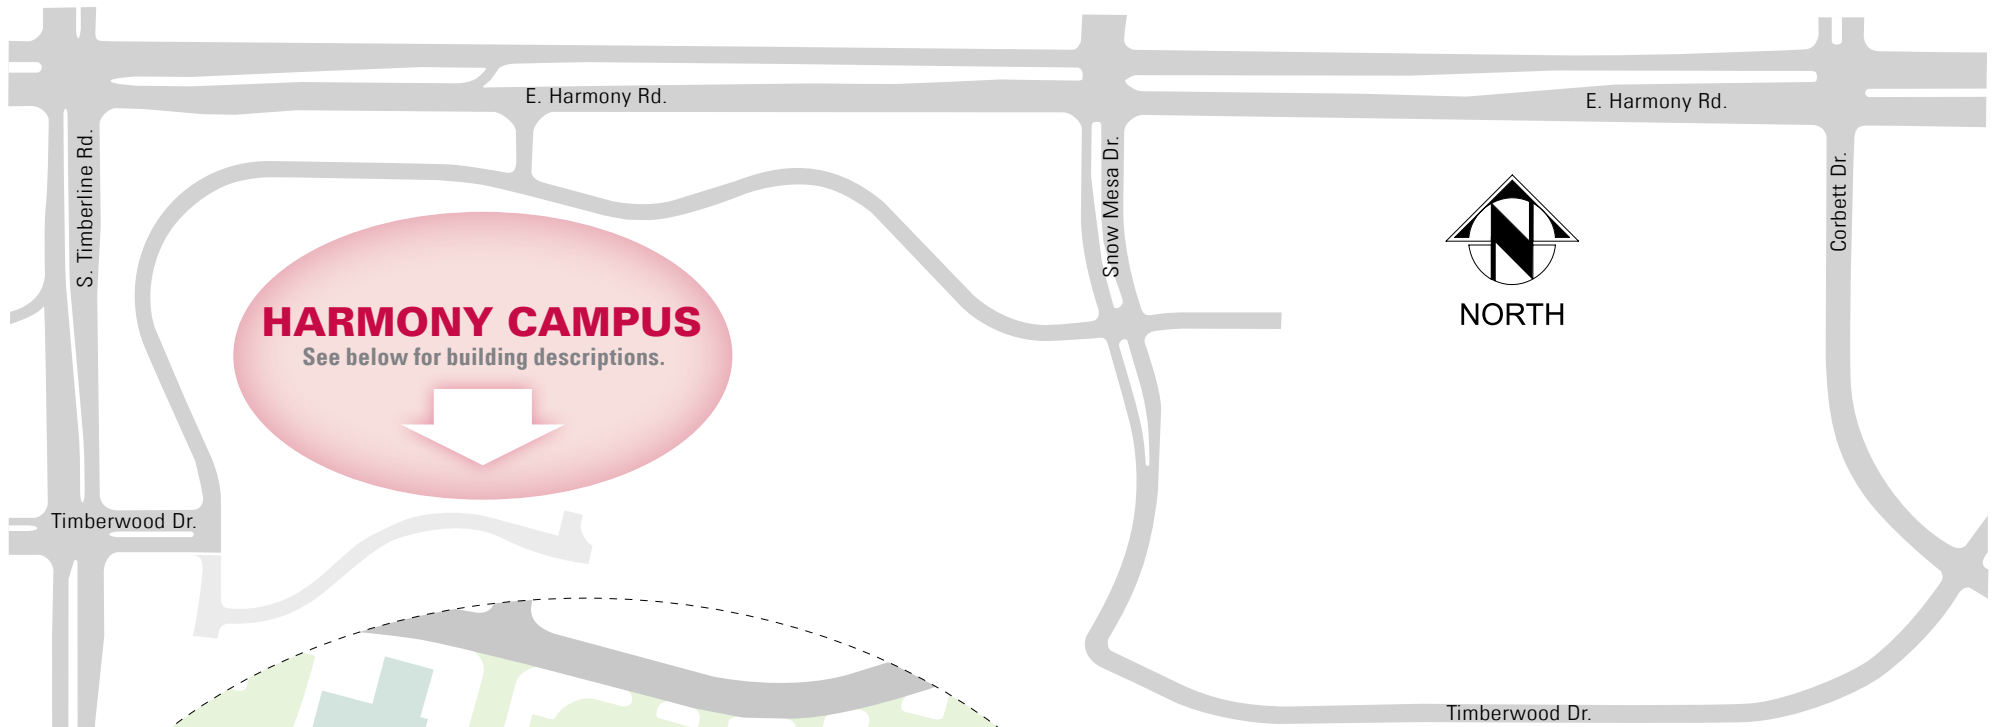 E. Harmony Rd.
E. Harmony Rd.
S. Timberline Rd.
Snow Mesa Dr.
Corbett Dr.
N
NORTH
HARMONY CAMPUS
See below for building descriptions.
Timberwood Dr.
Timberwood Dr.